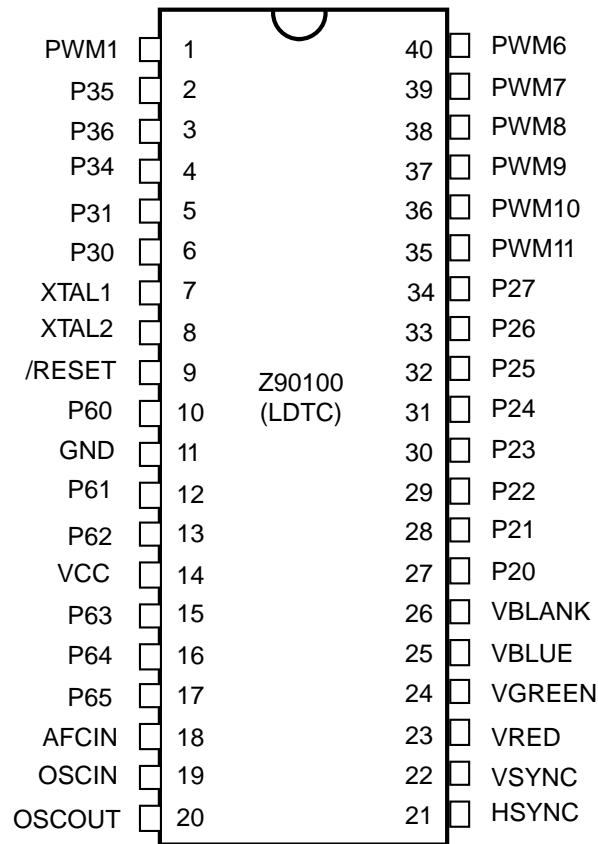 PWM1 1 40 PWM6
P35 2 39 PWM7
P36 3 38 PWM8
P34 4 37 PWM9
P31 5 36 PWM10
P30 6 35 PWM11
XTAL1 7 34 P27
XTAL2 8 33 P26
/RESET 9 32 P25
Z90100
(LDTC)
P60 10 31 P24
GND 11 30 P23
P61 12 29 P22
P62 13 28 P21
VCC 14 27 P20
P63 15 26 VBLANK
P64 16 25 VBLUE
P65 17 24 VGREEN
AFCIN 18 23 VRED
OSCIN 19 22 VSYNC
OSCOUT 20 21 HSYNC